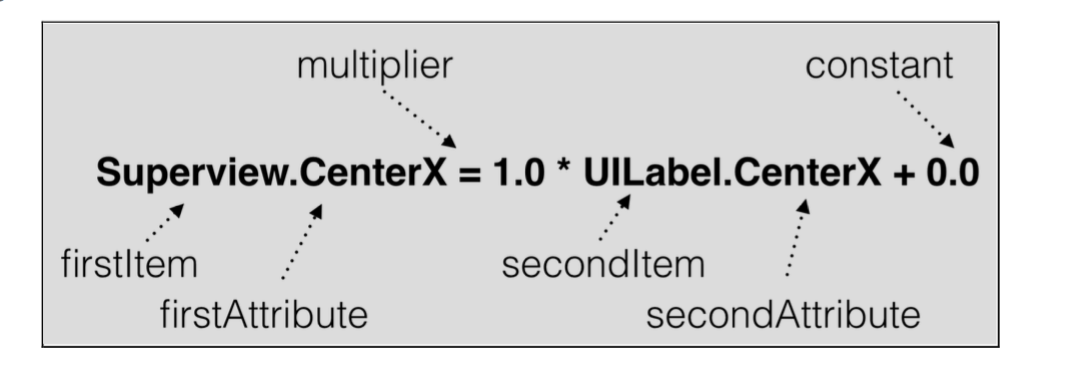 multiplier constant
Superview.CenterX = 1.0 * UILabel.CenterX + 0.0
firstItem secondItem
firstAttribute secondAttribute